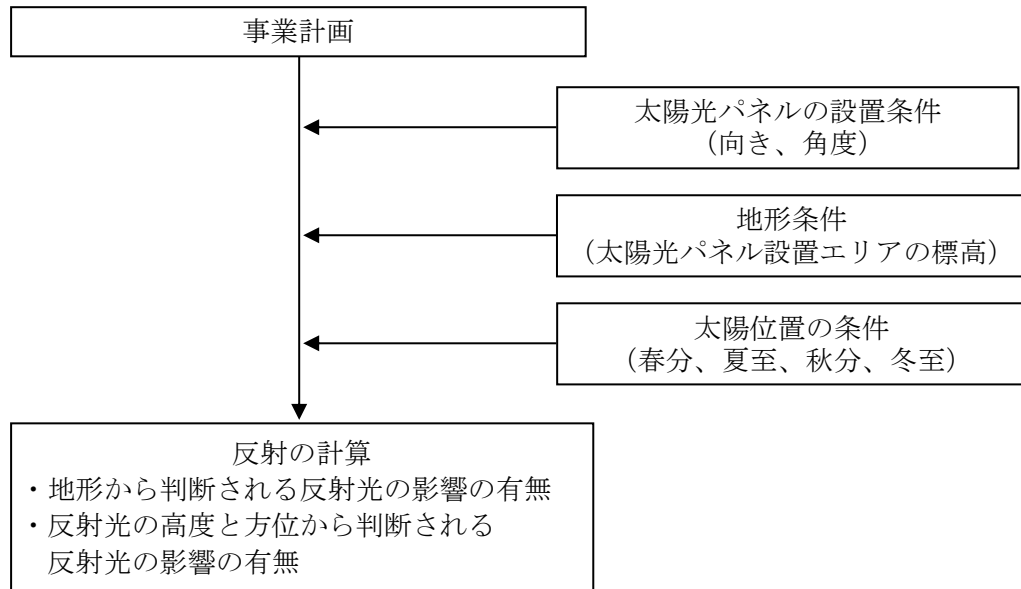 事業計画
太陽光パネルの設置条件
（向き、角度）
地形条件
（太陽光パネル設置エリアの標高）
太陽位置の条件
（春分、夏至、秋分、冬至）
反射の計算
・地形から判断される反射光の影響の有無
・反射光の高度と方位から判断される
反射光の影響の有無